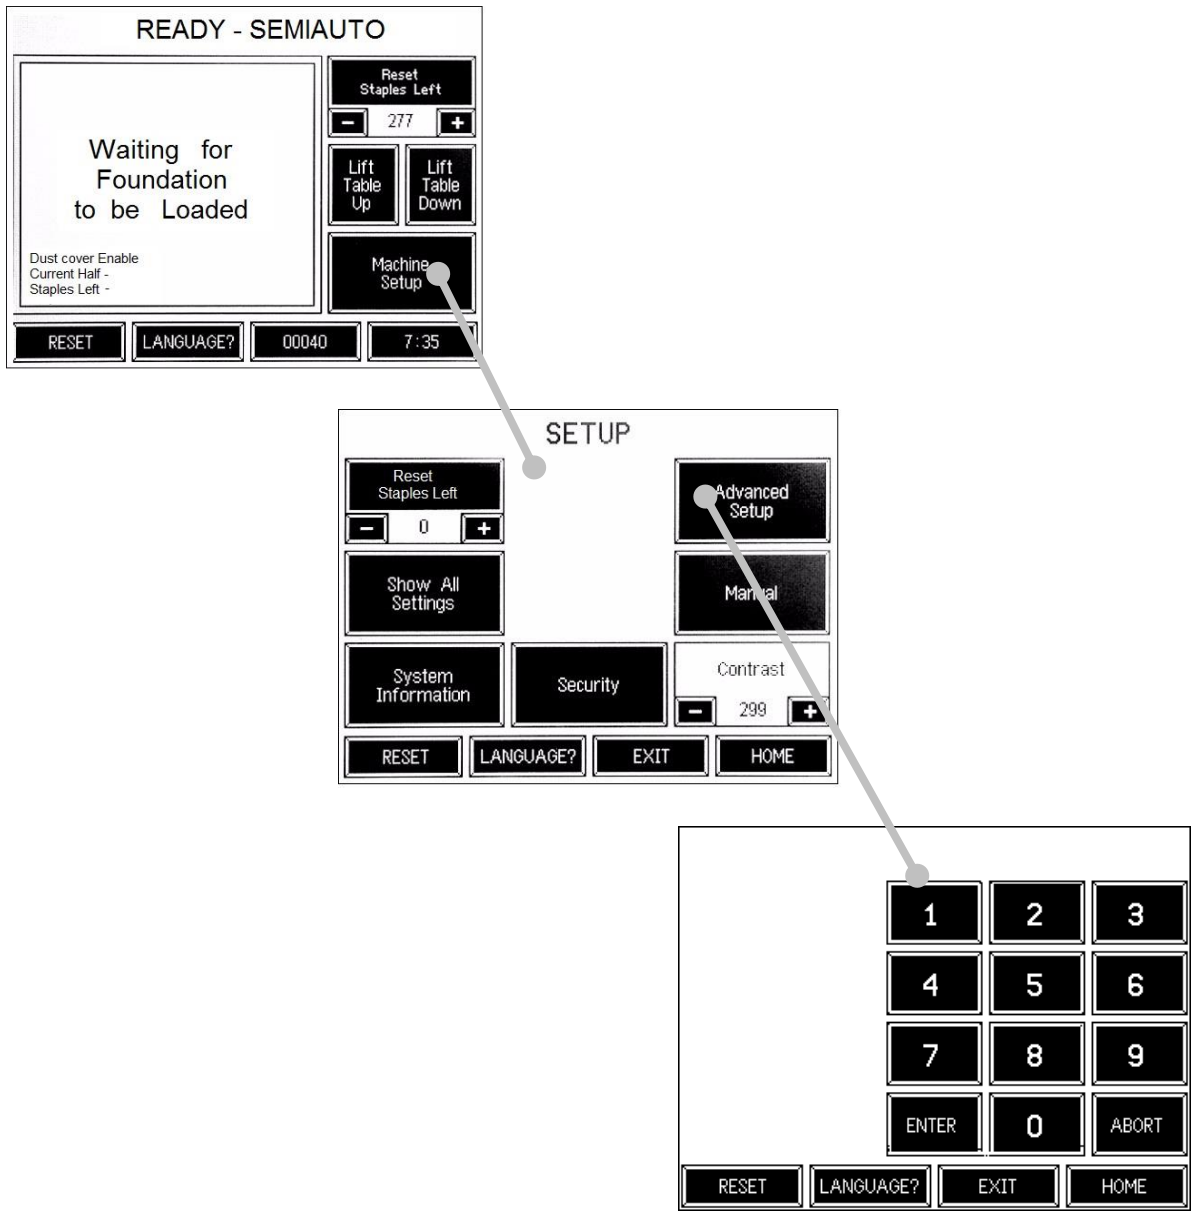 READY - SEMIAUTO
Waiting for
Foundation
to be Loaded
Dust cover Enable
Current Half -
Staples Left -
Reset
Staples Left
- 277 +
Lift
Table
Up
Lift
Table
Down
Machine
Setup
RESET LANGUAGE? 00040 7:35
SETUP
Reset
Staples Left
- 0 +
Advanced
Setup
Show All
Settings
Manual
System
Information
Security
Contrast
- 299 +
RESET LANGUAGE? EXIT HOME
1 2 3
4 5 6
7 8 9
ENTER 0 ABORT
RESET LANGUAGE? EXIT HOME